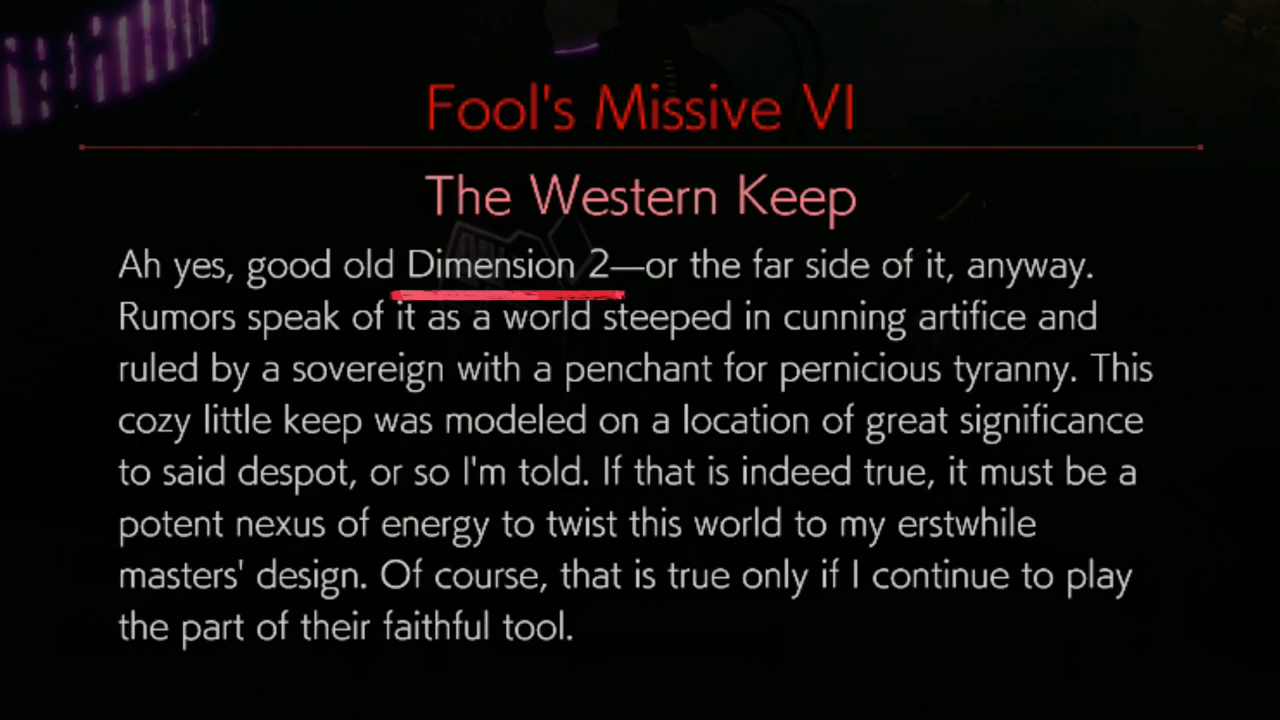 Fool's Missive VI
The Western Keep
Ah yes, good old Dimension 2—or the far side of it, anyway.
Rumors speak of it as a world steeped in cunning artifice and
ruled by a sovereign with a penchant for pernicious tyranny. This
cozy little keep was modeled on a location of great significance
to said despot, or so I'm told. If that is indeed true, it must be a
potent nexus of energy to twist this world to my erstwhile
masters' design. Of course, that is true only if I continue to play
the part of their faithful tool.